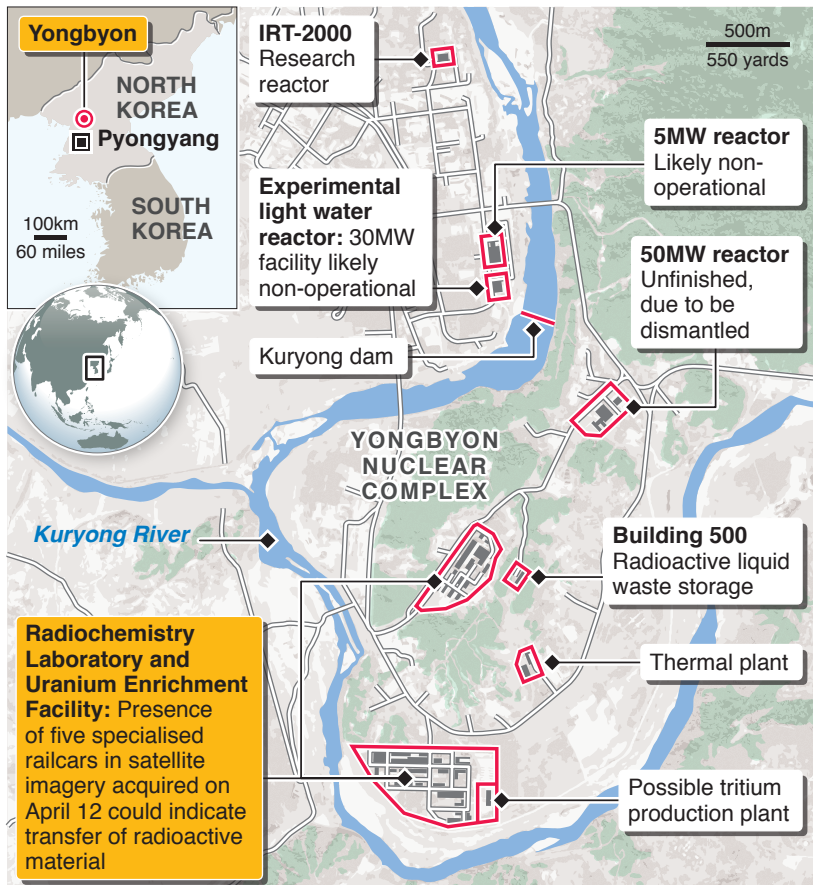 Yongbyon
NORTH
KOREA
Pyongyang
SOUTH
KOREA
100km
60 miles
IRT-2000
Research
reactor
500m
550 yards
5MW reactor
Likely non-
operational
Experimental
light water
reactor: 30MW
facility likely
non-operational
50MW reactor
Unfinished,
due to be
dismantled
Kuryong dam
YONGBYON
NUCLEAR
COMPLEX
Kuryong River
Building 500
Radioactive liquid
waste storage
Radiochemistry
Laboratory and
Uranium Enrichment
Facility: Presence
of five specialised
railcars in satellite
imagery acquired on
April 12 could indicate
transfer of radioactive
material
Thermal plant
Possible tritium
production plant